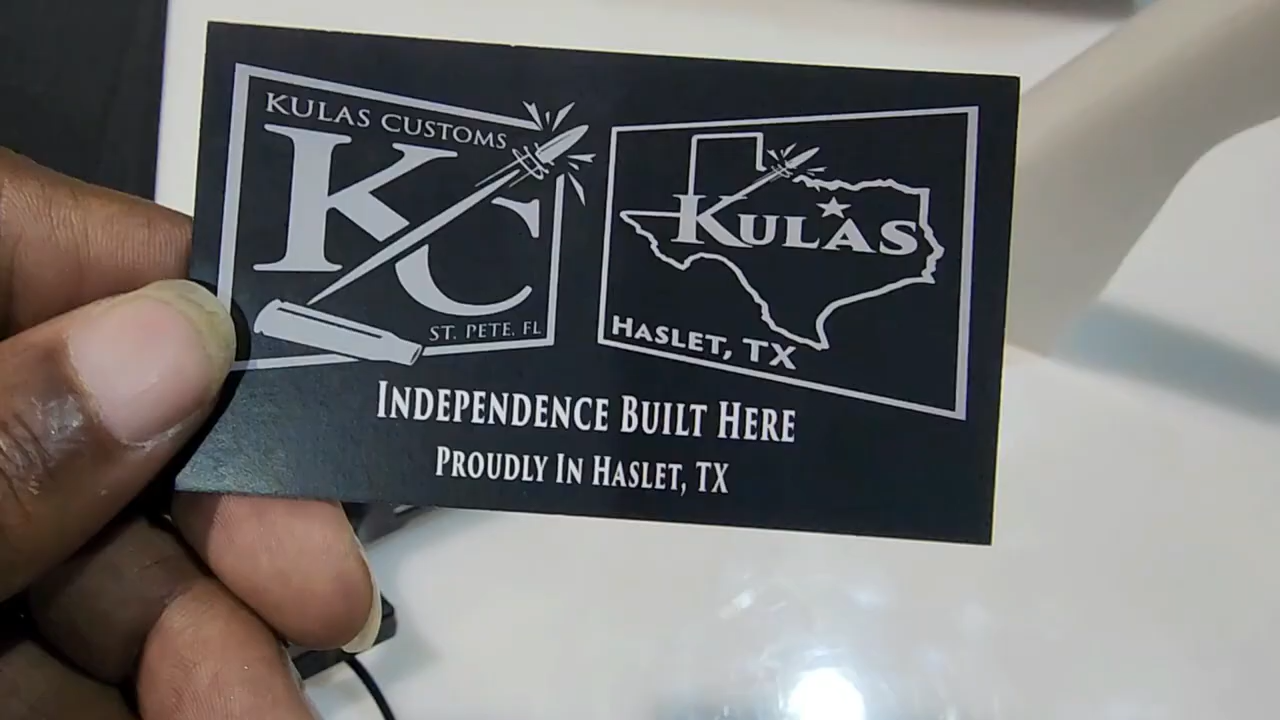 KULAS CUSTOMS
KC
ST. PETE, FL
KULAS
HASLET, TX
INDEPENDENCE BUILT HERE
PROUDLY IN HASLET, TX